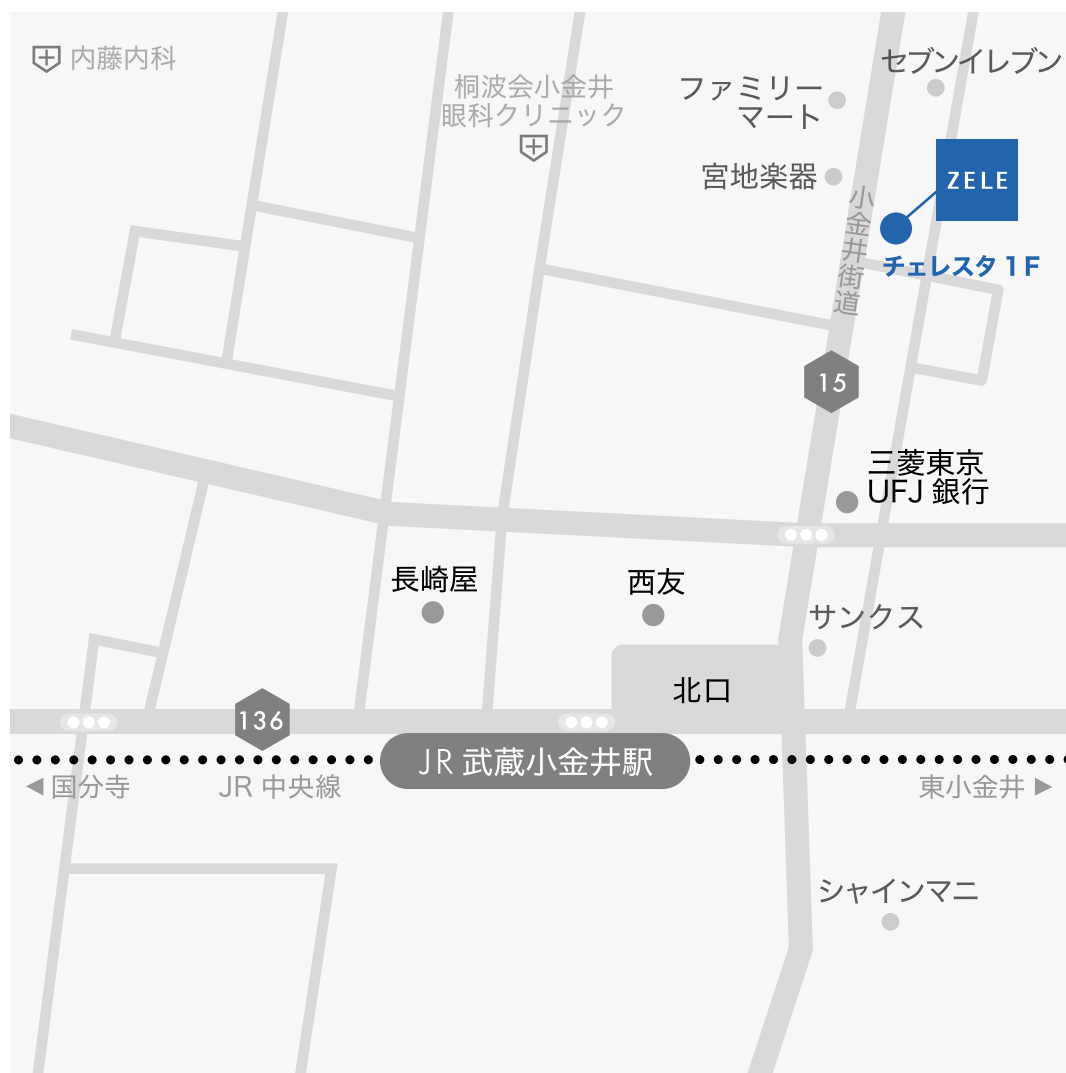 内藤内科
桐波会小金井
眼科クリニック
ファミリー
マート
セブンイレブン
宮地楽器
ZELE
小金井街道
チェレスタ 1F
15
三菱東京
UFJ 銀行
長崎屋
西友
サンクス
北口
136
JR 武蔵小金井駅
◀ 国分寺
JR 中央線
東小金井 ▶
シャインマニ